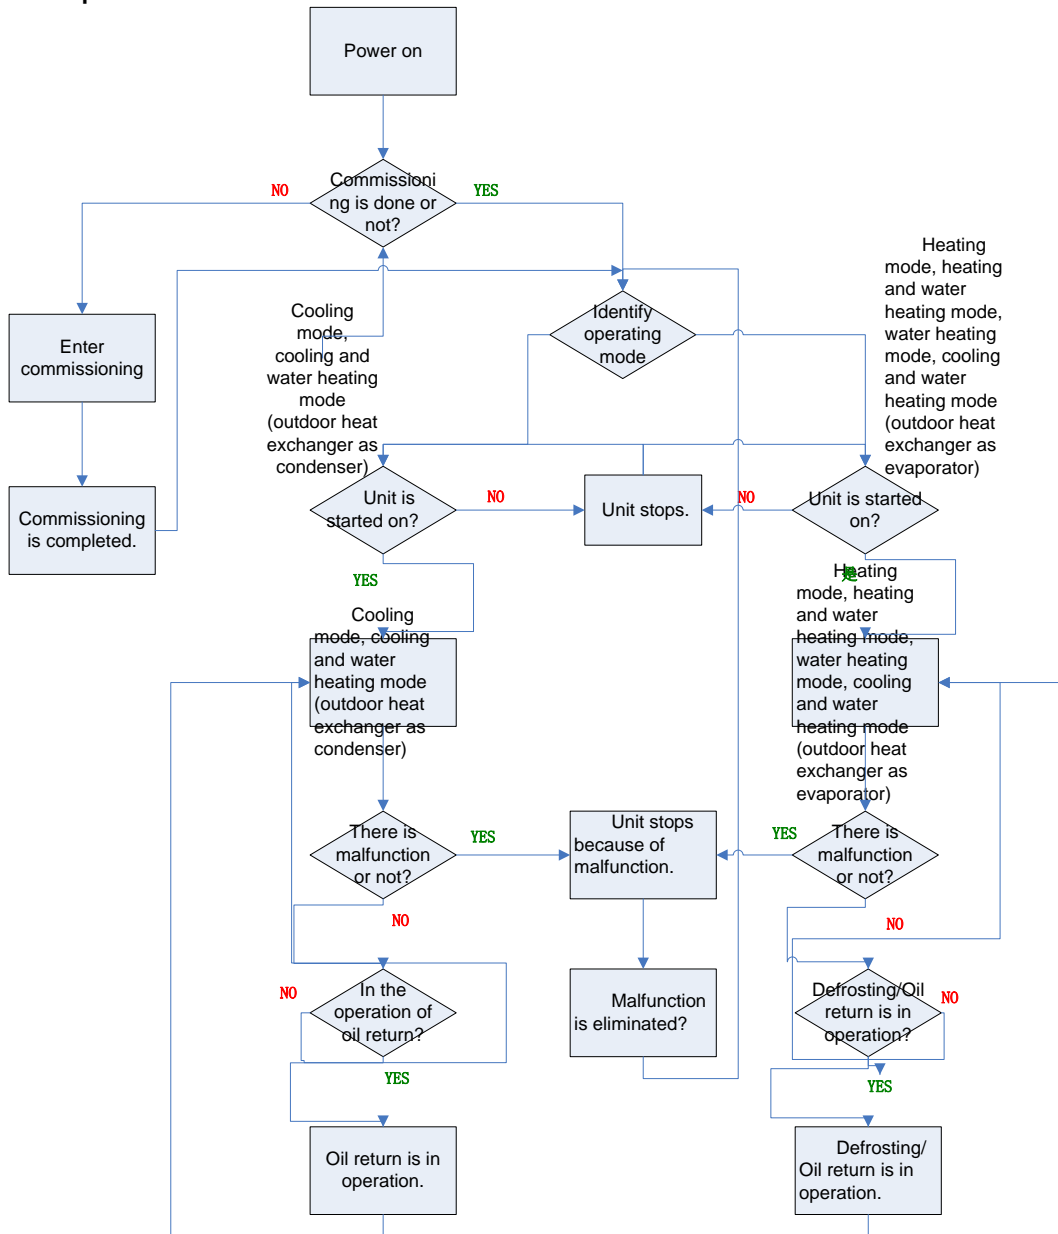 Power on
Commissioni
ng is done or
not?
NO
YES
Heating
mode, heating
and water
heating mode,
water heating
mode, cooling
and water
heating mode
(outdoor heat
exchanger as
evaporator)
Cooling
mode,
cooling and
water heating
mode
(outdoor heat
exchanger as
condenser)
Identify
operating
mode
Enter
commissioning
Commissioning
is completed.
Unit is
started on?
NO
Unit stops.
NO
Unit is started
on?
YES
是
Cooling
mode, cooling
and water
heating mode
(outdoor heat
exchanger as
condenser)
Heating
mode, heating
and water
heating mode,
water heating
mode, cooling
and water
heating mode
(outdoor heat
exchanger as
evaporator)
There is
malfunction
or not?
YES
Unit stops
because of
malfunction.
YES
There is
malfunction
or not?
NO
NO
In the
operation of
oil return?
NO
Malfunction
is eliminated?
Defrosting/Oil
return is in
operation?
NO
YES
YES
Oil return is in
operation.
Defrosting/
Oil return is in
operation.